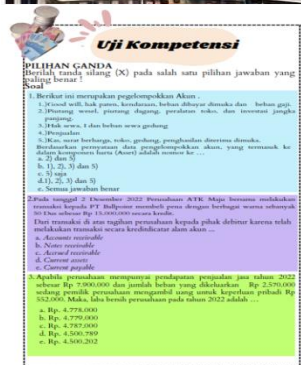 Uji Kompetensi
PILIHAN GANDA
Berilah tanda silang (X) pada salah satu pilihan jawaban yang
paling benar !
Soal
1. Berikut ini merupakan pegelompokkan Akun .
1.)Good will, hak paten, kendaraan, beban dibayar dimuka dan beban gaji.
2.)Piutang wesel, piutang dagang, peralatan toko, dan investasi jangka
panjang.
3.)Hak sewa, dan beban sewa gedung
4.)Penjualan
5.)Kas, surat berharga, toko, gedung, penghasilan diterima dimuka.
Berdasarkan pernyataan dan penggelompokkan akun, yang termasuk ke
dalam komponen harta (Asset) adalah nomor ke ....
a. 2) dan 5)
b. 1), 2), 3) dan 5)
c. 5) saja
d.1), 2), 3) dan 5)
e. Semua jawaban benar
2.Pada tanggal 2 Desember 2022 Perusahaan ATK Maju bersama melakukan
transaksi kepada PT Ballpoint membeli pena dengan berbagai warna sebanyak
50 Dus sebesar Rp 15.000.000 secara kredit.
Dari transaksi di atas tagihan perusahaan kepada pihak debitur karena telah
melakukan transaksi secara kredindicatat alam akun ...
a. Accounts receivable
b. Notes receivable
c. Accrued receivable
d. Current assets
e. Current payable
3. Apabila perusahaan mempunyai pendapatan penjualan jasa tahun 2022
sebesar Rp 7.900.000 dan jumlah beban yang dikeluarkan Rp 2.570.000
sedang pemilik perusahaan mengambil uang untuk keperluan pribadi Rp
552.000. Maka, laba bersih perusahaan pada tahun 2022 adalah ...
a. Rp. 4.778.000
b. Rp. 4.779.000
c. Rp. 4.787.000
d. Rp. 4.500.789
e. Rp. 4.500.202